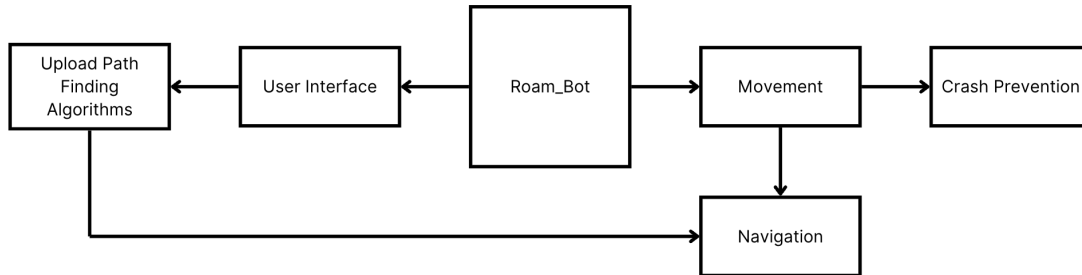 Upload Path
Finding
Algorithms
User Interface
Roam_Bot
Movement
Crash Prevention
Navigation